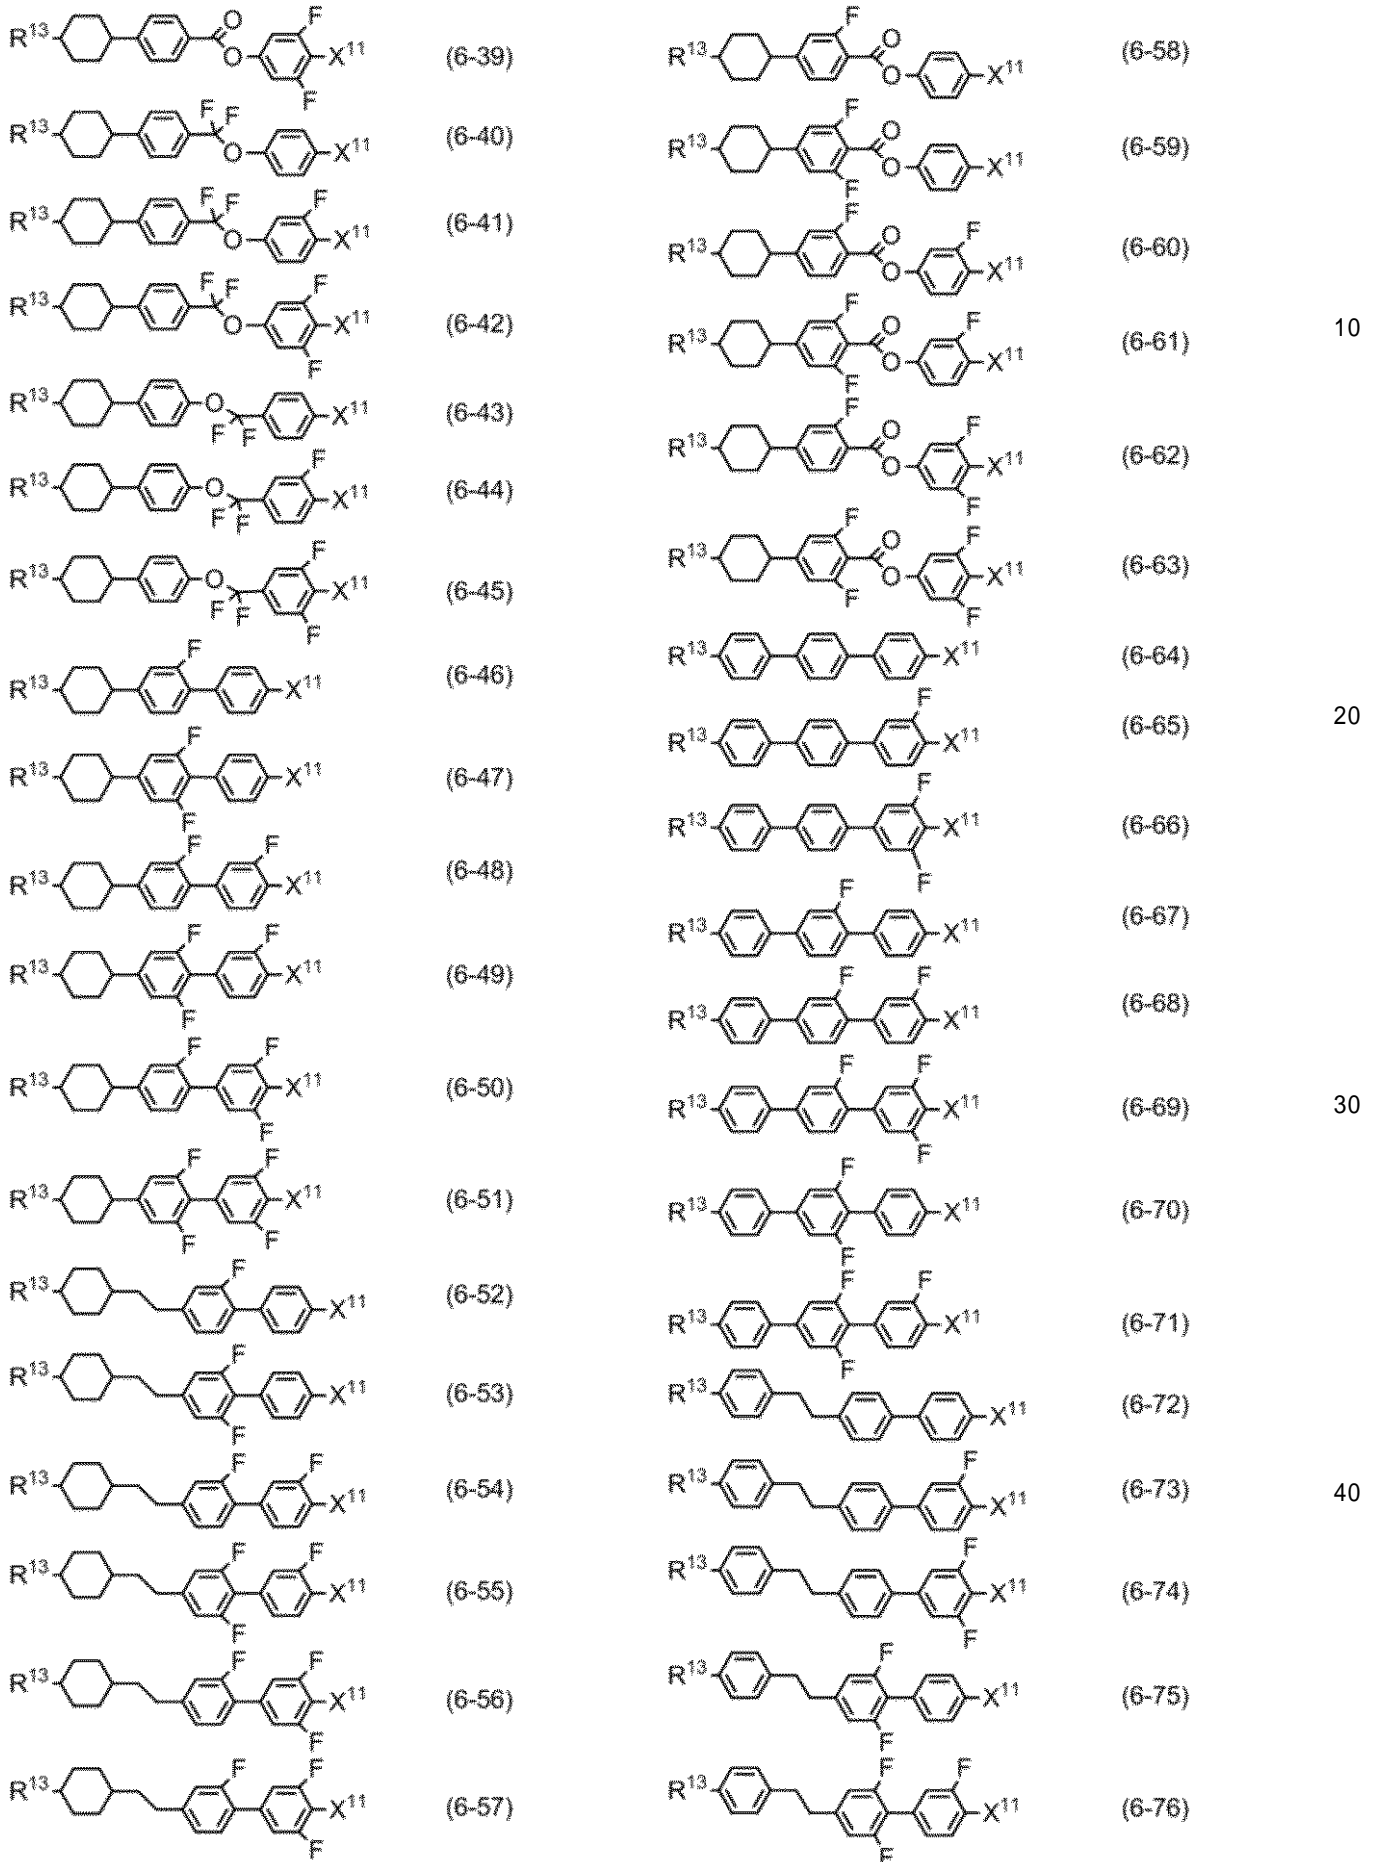 R13 O O F X11 F (6-39)
R13 F F O X11 (6-40)
R13 F F O F X11 (6-41)
R13 F F O F X11 F (6-42)
R13 O F F X11 (6-43)
R13 O F F F X11 (6-44)
R13 O F F F X11 F (6-45)
R13 F X11 (6-46)
R13 F F X11 (6-47)
R13 F F X11 (6-48)
R13 F F F X11 (6-49)
R13 F F X11 F (6-50)
R13 F F F X11 F (6-51)
R13 F X11 (6-52)
R13 F F X11 (6-53)
R13 F F X11 (6-54)
R13 F F F X11 (6-55)
R13 F F X11 F (6-56)
R13 F F X11 F (6-57)
R13 F O O X11 (6-58)
R13 F F O O X11 (6-59)
R13 F O O F X11 (6-60)
R13 F F O O F X11 (6-61)
R13 F O O F X11 F (6-62)
R13 F F O O F X11 F (6-63)
R13 X11 (6-64)
R13 F X11 (6-65)
R13 F X11 F (6-66)
R13 F X11 (6-67)
R13 F F X11 (6-68)
R13 F F X11 F (6-69)
R13 F F X11 (6-70)
R13 F F F X11 (6-71)
R13 X11 (6-72)
R13 F X11 (6-73)
R13 F X11 F (6-74)
R13 F F X11 (6-75)
R13 F F F X11 (6-76)
10
20
30
40